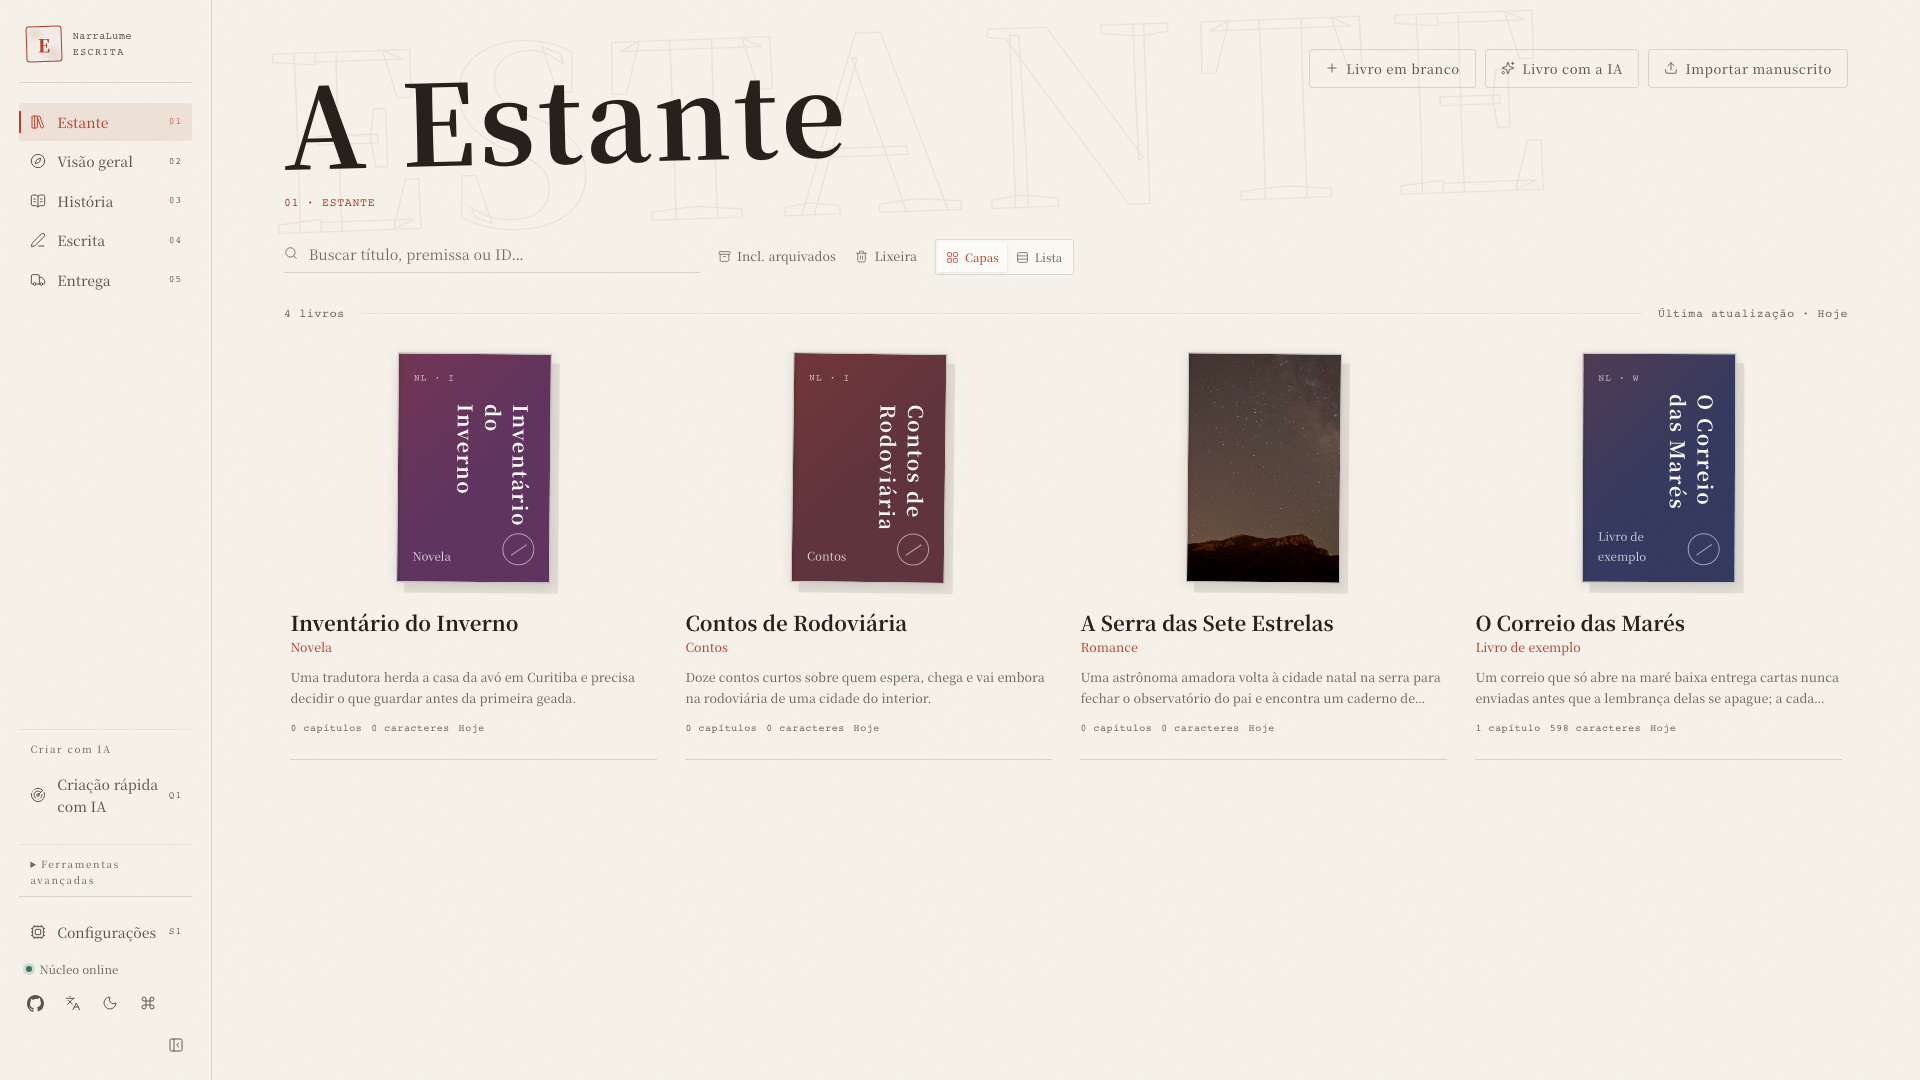 E
NarraLume
ESCRITA
Estante 01
Visão geral 02
História 03
Escrita 04
Entrega 05
Criar com IA
Criação rápida
com IA
Q1
Ferramentas
avançadas
Configurações S1
Núcleo online
ESTANTE
A Estante
01 · ESTANTE
Livro em branco
Livro com a IA
Importar manuscrito
Buscar título, premissa ou ID...
Incl. arquivados
Lixeira
Capas
Lista
4 livros
Última atualização · Hoje
NL · I
Inventário
do
Inverno
Novela
Inventário do Inverno
Novela
Uma tradutora herda a casa da avó em Curitiba e precisa
decidir o que guardar antes da primeira geada.
0 capítulos 0 caracteres Hoje
NL · I
Contos de
Rodoviária
Contos
Contos de Rodoviária
Contos
Doze contos curtos sobre quem espera, chega e vai embora
na rodoviária de uma cidade do interior.
0 capítulos 0 caracteres Hoje
A Serra das Sete Estrelas
Romance
Uma astrônoma amadora volta à cidade natal na serra para
fechar o observatório do pai e encontra um caderno de...
0 capítulos 0 caracteres Hoje
NL · W
O Correio
das Marés
Livro de
exemplo
O Correio das Marés
Livro de exemplo
Um correio que só abre na maré baixa entrega cartas nunca
enviadas antes que a lembrança delas se apague; a cada...
1 capítulo 598 caracteres Hoje